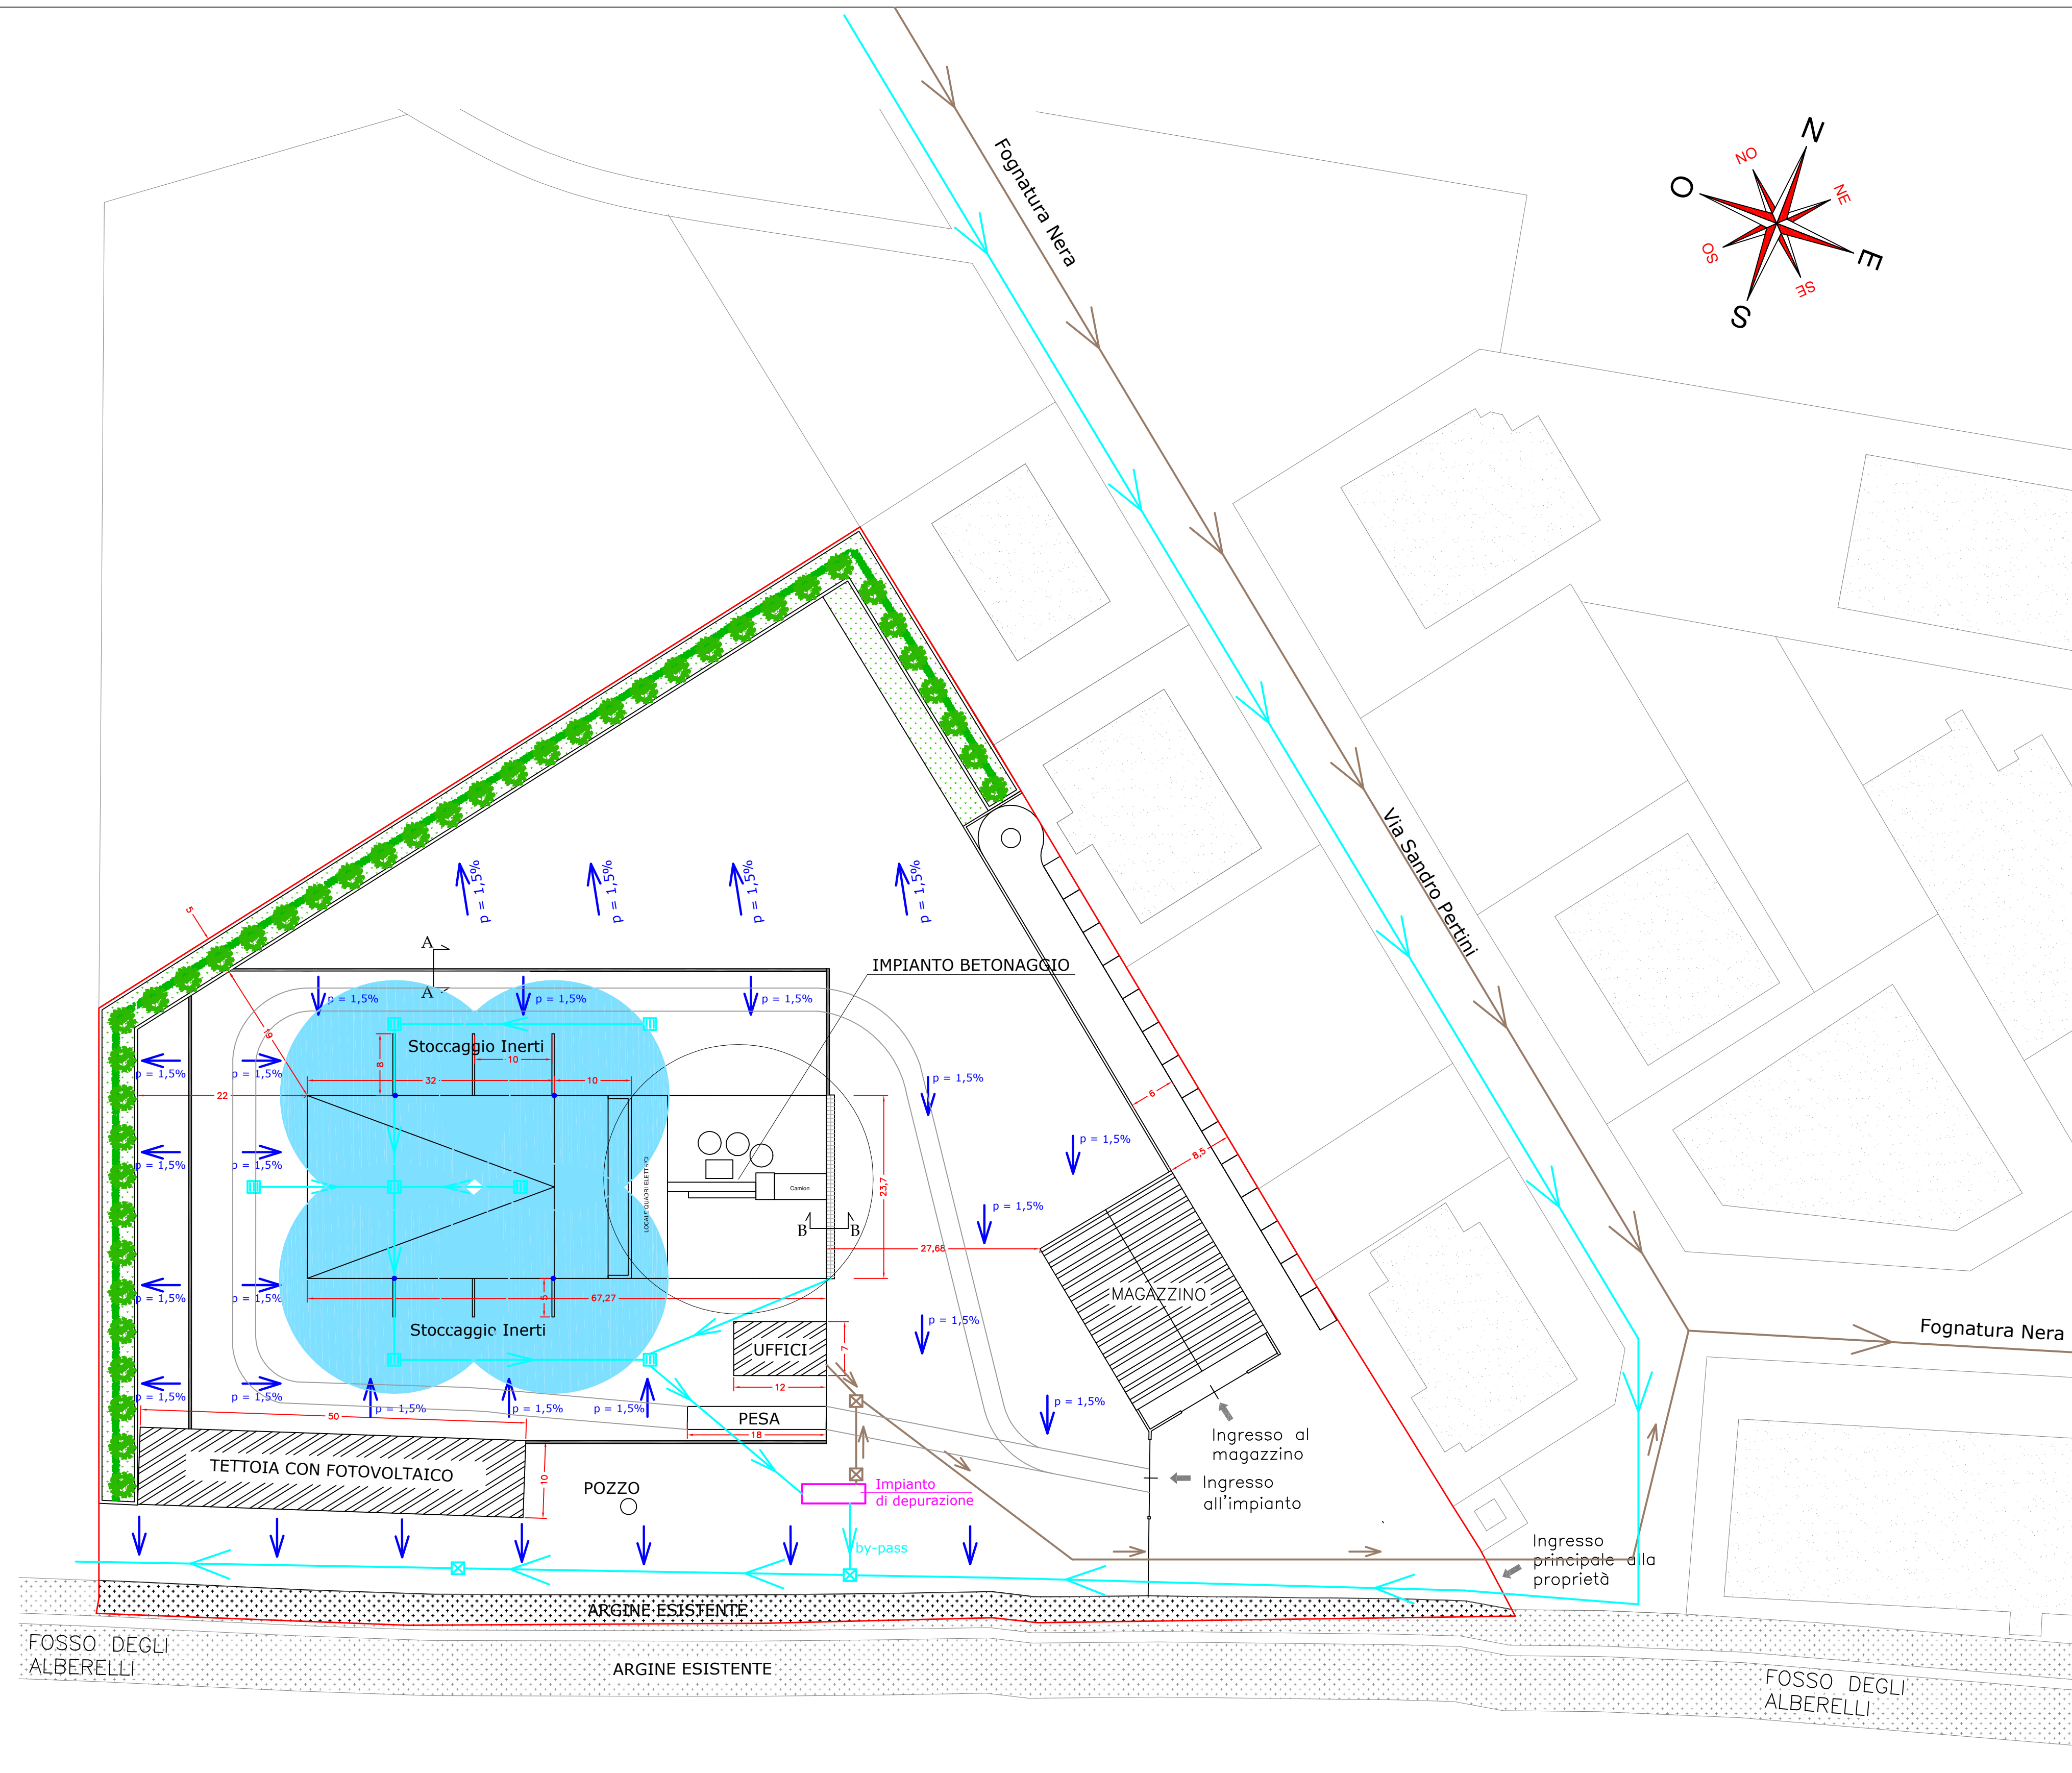 N
NO
NE
O
E
SO
SE
S
Fognatura Nera
Via Sandro Pertini
Fognatura Nera
p = 1,5%
p = 1,5%
p = 1,5%
p = 1,5%
5
A
A
IMPIANTO BETONAGGIO
p = 1,5%
p = 1,5%
p = 1,5%
19
Stoccaggio Inerti
8
10
32
10
22
p = 1,5%
p = 1,5%
p = 1,5%
p = 1,5%
p = 1,5%
p = 1,5%
p = 1,5%
p = 1,5%
LOCALE QUADRI ELETTRICI
Camion
B
B
23,7
27,68
6
8,5
p = 1,5%
p = 1,5%
p = 1,5%
p = 1,5%
p = 1,5%
67,27
5
Stoccaggio Inerti
MAGAZZINO
UFFICI
7
12
PESA
18
p = 1,5%
p = 1,5%
p = 1,5%
50
TETTOIA CON FOTOVOLTAICO
10
POZZO
Impianto
di depurazione
by-pass
Ingresso al
magazzino
Ingresso
all'impianto
Ingresso
principale alla
proprietà
ARGINE ESISTENTE
FOSSO DEGLI
ALBERELLI
ARGINE ESISTENTE
FOSSO DEGLI
ALBERELLI